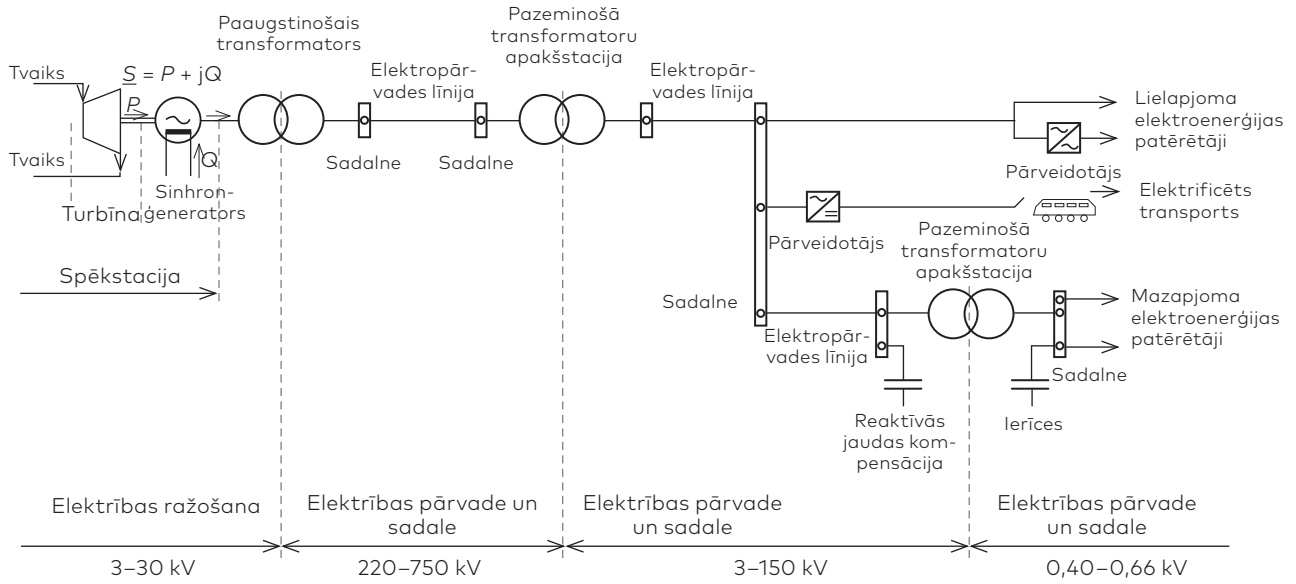 Paaugstinošais
transformators
Pazeminošā
transformatoru
apakšstacija
Tvaiks
S = P + jQ
P
Elektropār-
vades līnija
Elektropār-
vades līnija
Lielapjoma
elektroenerģijas
patērētāji
Tvaiks
Q
Sadalne
Sadalne
Pārveidotājs
Turbīna
Sinhron-
ģenerators
Elektrificēts
transports
Pārveidotājs
Pazeminošā
transformatoru
apakšstacija
Spēkstacija
Sadalne
Elektropār-
vades līnija
Mazapjoma
elektroenerģijas
patērētāji
Sadalne
Reaktīvās
jaudas kom-
pensācija
Ierīces
Elektrības ražošana
Elektrības pārvade un
sadale
Elektrības pārvade
un sadale
Elektrības pārvade
un sadale
3–30 kV
220–750 kV
3–150 kV
0,40–0,66 kV